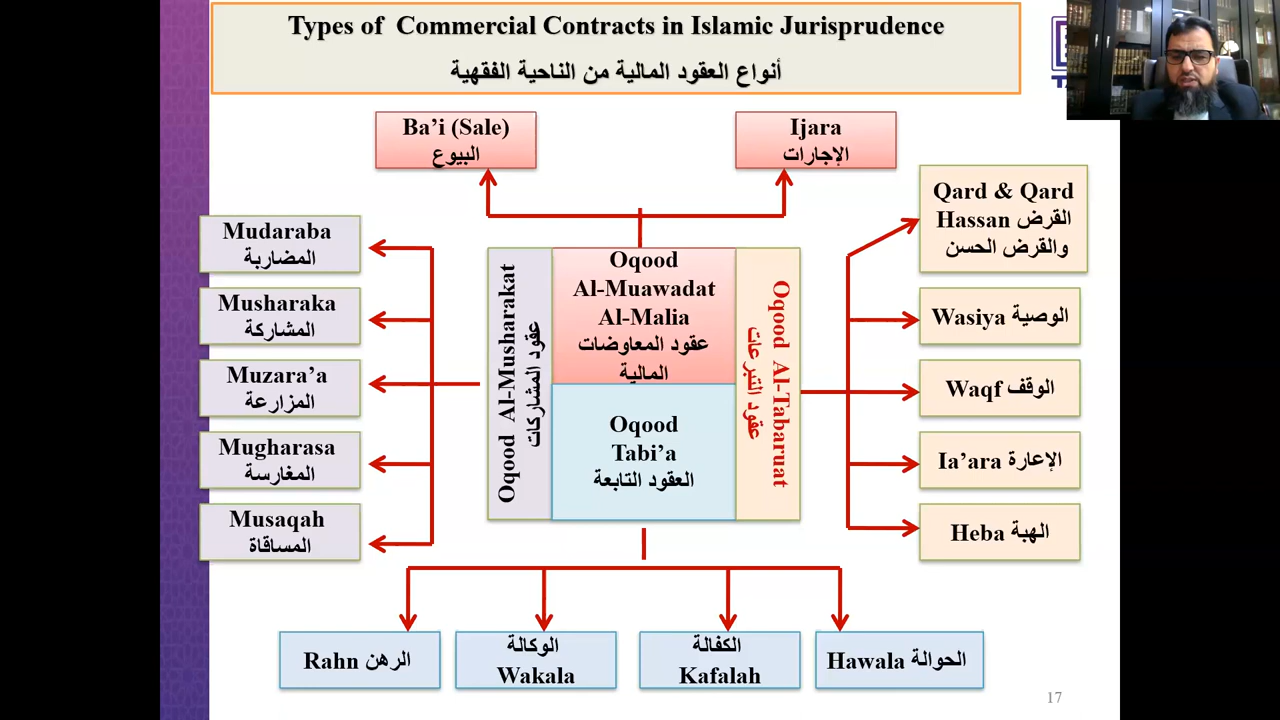 Types of Commercial Contracts in Islamic Jurisprudence
أنواع العقود المالية من الناحية الفقهية
Ba'i (Sale)
البيوع
Ijara
الإجارات
Mudaraba
المضاربة
Musharaka
المشاركة
Muzara'a
المزارعة
Mugharasa
المغارسة
Musaqah
المساقاة
Oqood Al-Musharakat
عقود المشاركات
Oqood
Al-Muawadat
Al-Malia
عقود المعاوضات
المالية
Oqood
Tabi'a
العقود التابعة
Oqood Al-Tabaruat
عقود التبرعات
Qard & Qard
Hassan القرض
والقرض الحسن
Wasiya الوصية
Waqf الوقف
Ia'ara الإعارة
Heba الهبة
Rahn الرهن
الوكالة
Wakala
الكفالة
Kafalah
Hawala الحوالة
17